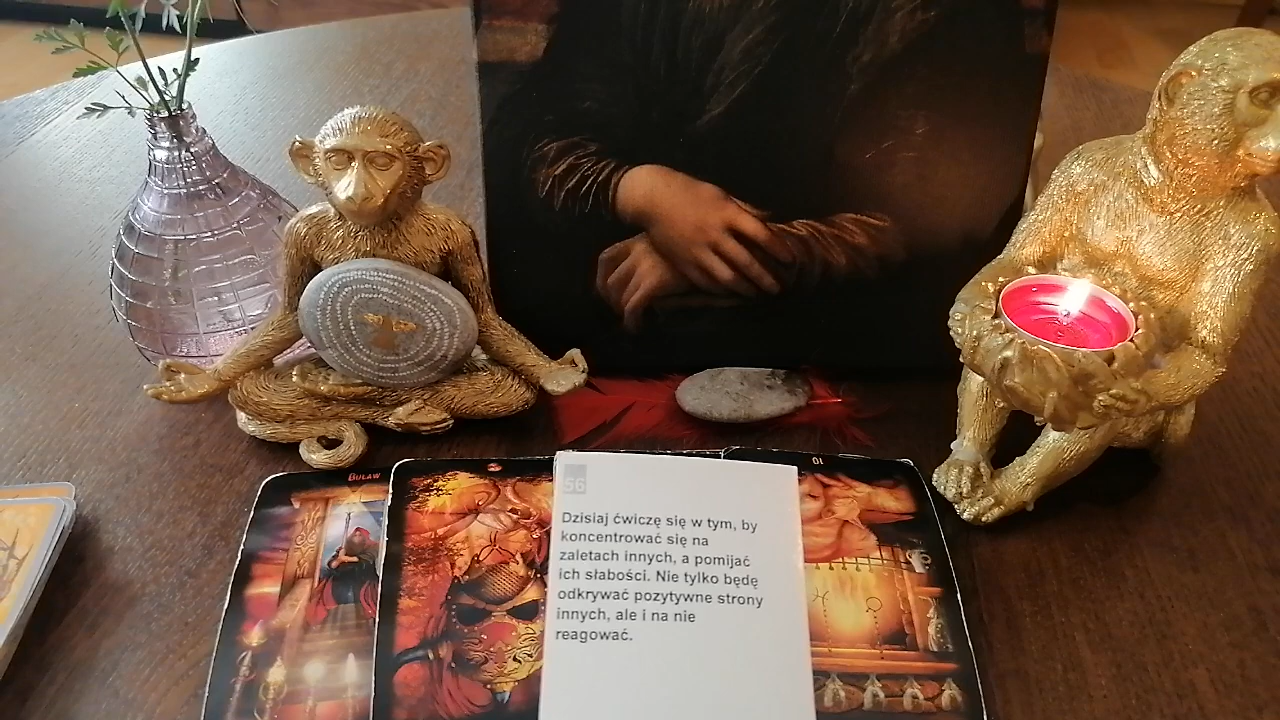 BULAW
10
56
Dzisiaj ćwiczę się w tym, by
koncentrować się na
zaletach innych, a pomijać
ich słabości. Nie tylko będę
odkrywać pozytywne strony
innych, ale i na nie
reagować.